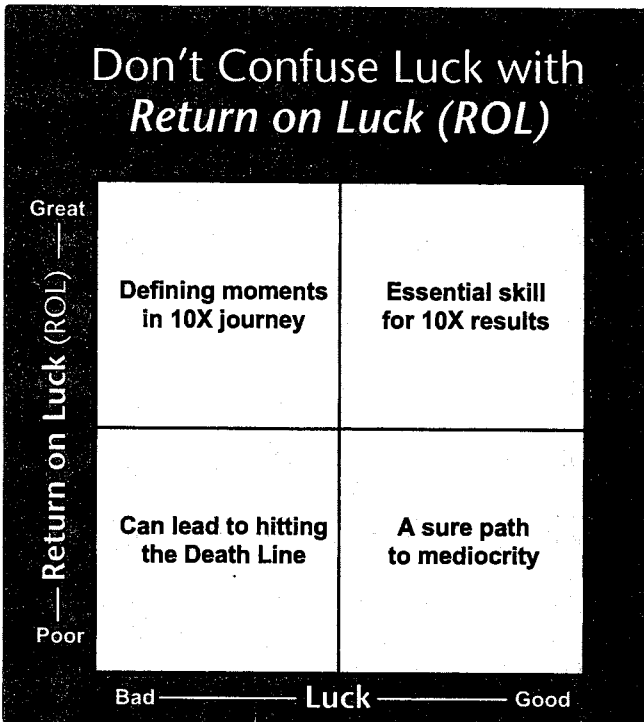 Don't Confuse Luck with
Return on Luck (ROL)
Great
Return on Luck (ROL)
Poor
Defining moments
in 10X journey
Essential skill
for 10X results
Can lead to hitting
the Death Line
A sure path
to mediocrity
Bad
Luck
Good